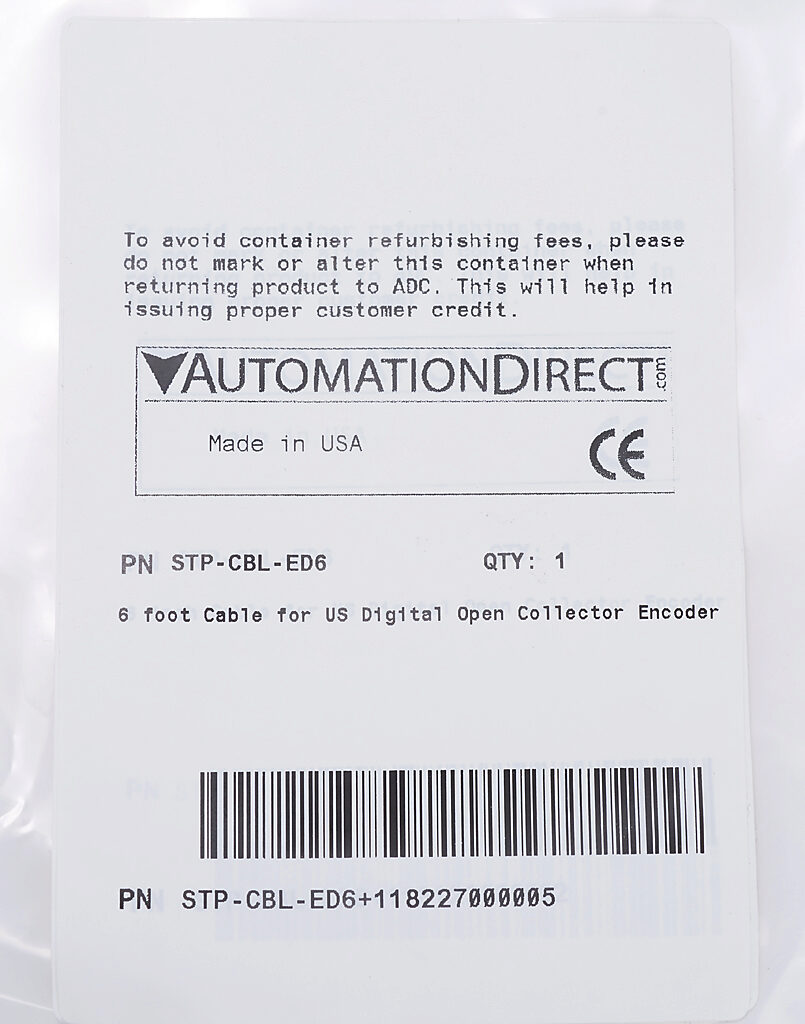 To avoid container refurbishing fees, please
do not mark or alter this container when
returning product to ADC. This will help in
issuing proper customer credit.
AUTOMATIONDIRECT.com
Made in USA
CE
PN STP-CBL-ED6 QTY: 1
6 foot Cable for US Digital Open Collector Encoder
PN STP-CBL-ED6+118227000005